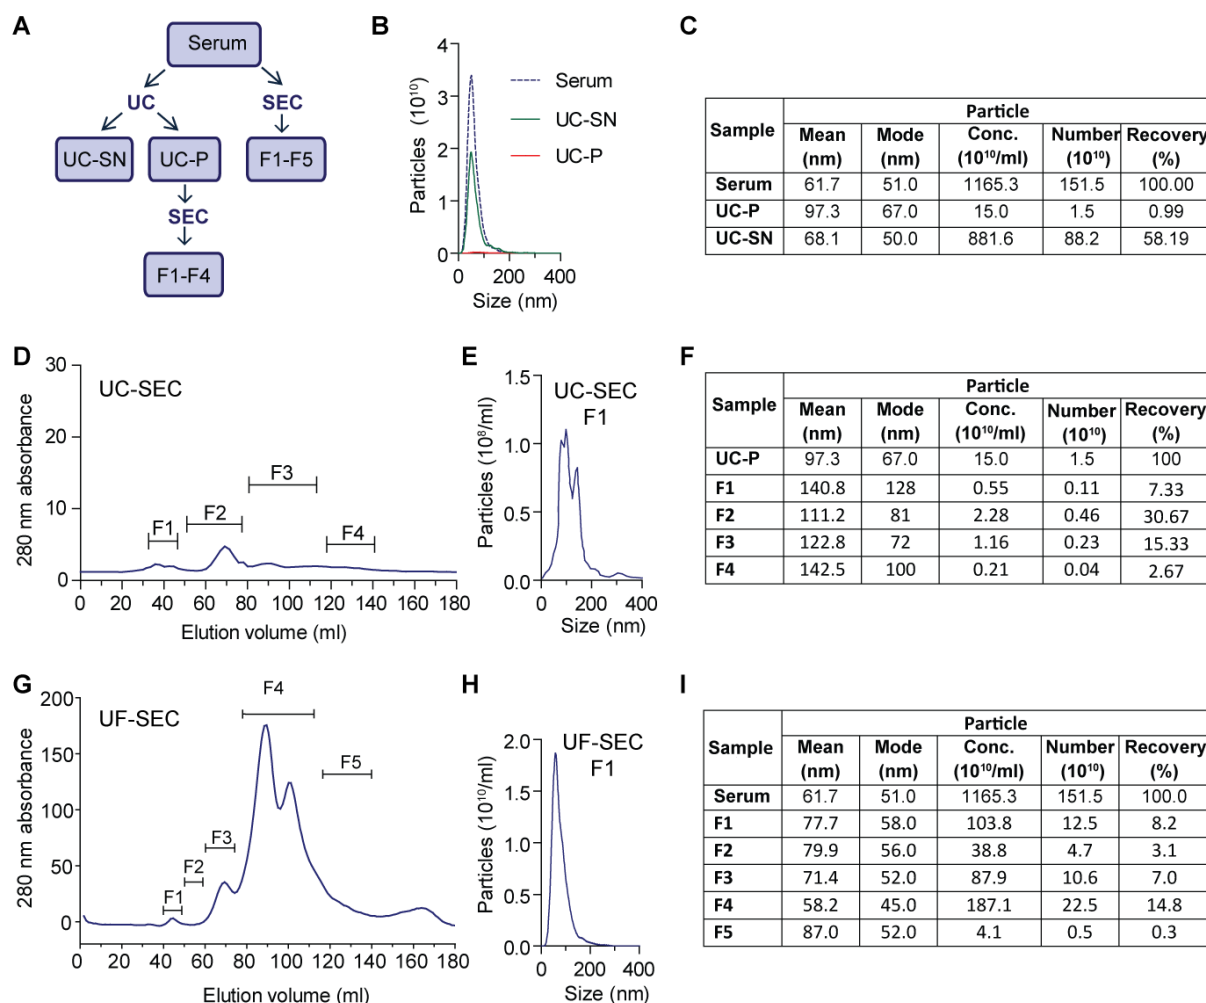 A
Serum
UC SEC
UC-SN UC-P F1-F5
SEC
F1-F4
B
Particles (10¹⁰)
4
3
2
1
0
0 200 400
Size (nm)
Serum
UC-SN
UC-P
C
Sample Particle
Mean (nm) Mode (nm) Conc. (10¹⁰/ml) Number (10¹⁰) Recovery (%)
Serum 61.7 51.0 1165.3 151.5 100.00
UC-P 97.3 67.0 15.0 1.5 0.99
UC-SN 68.1 50.0 881.6 88.2 58.19
D
280 nm absorbance
30
20
10
0
UC-SEC
F1 F2 F3 F4
0 20 40 60 80 100 120 140 160 180
Elution volume (ml)
E
Particles (10⁸/ml)
1.5
1.0
0.5
0.0
UC-SEC
F1
0 200 400
Size (nm)
F
Sample Particle
Mean (nm) Mode (nm) Conc. (10¹⁰/ml) Number (10¹⁰) Recovery (%)
UC-P 97.3 67.0 15.0 1.5 100
F1 140.8 128 0.55 0.11 7.33
F2 111.2 81 2.28 0.46 30.67
F3 122.8 72 1.16 0.23 15.33
F4 142.5 100 0.21 0.04 2.67
G
280 nm absorbance
200
150
100
50
0
UF-SEC
F1 F2 F3 F4 F5
0 20 40 60 80 100 120 140 160 180
Elution volume (ml)
H
Particles (10¹⁰/ml)
2.0
1.5
1.0
0.5
0.0
UF-SEC
F1
0 200 400
Size (nm)
I
Sample Particle
Mean (nm) Mode (nm) Conc. (10¹⁰/ml) Number (10¹⁰) Recovery (%)
Serum 61.7 51.0 1165.3 151.5 100.0
F1 77.7 58.0 103.8 12.5 8.2
F2 79.9 56.0 38.8 4.7 3.1
F3 71.4 52.0 87.9 10.6 7.0
F4 58.2 45.0 187.1 22.5 14.8
F5 87.0 52.0 4.1 0.5 0.3